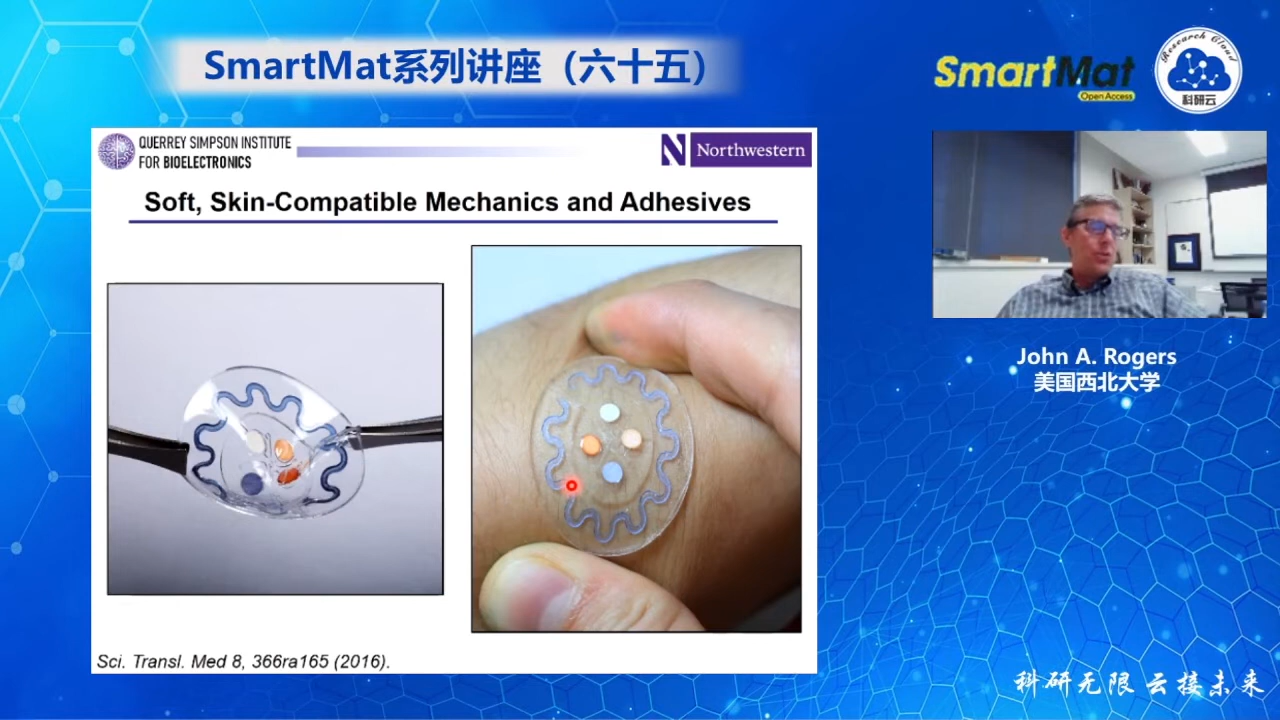 SmartMat系列讲座（六十五）
SmartMat
Open Access
Research Cloud
科研云
QUERREY SIMPSON INSTITUTE
FOR BIOELECTRONICS
N Northwestern
Soft, Skin-Compatible Mechanics and Adhesives
John A. Rogers
美国西北大学
Sci. Transl. Med 8, 366ra165 (2016).
科研无限 云接未来